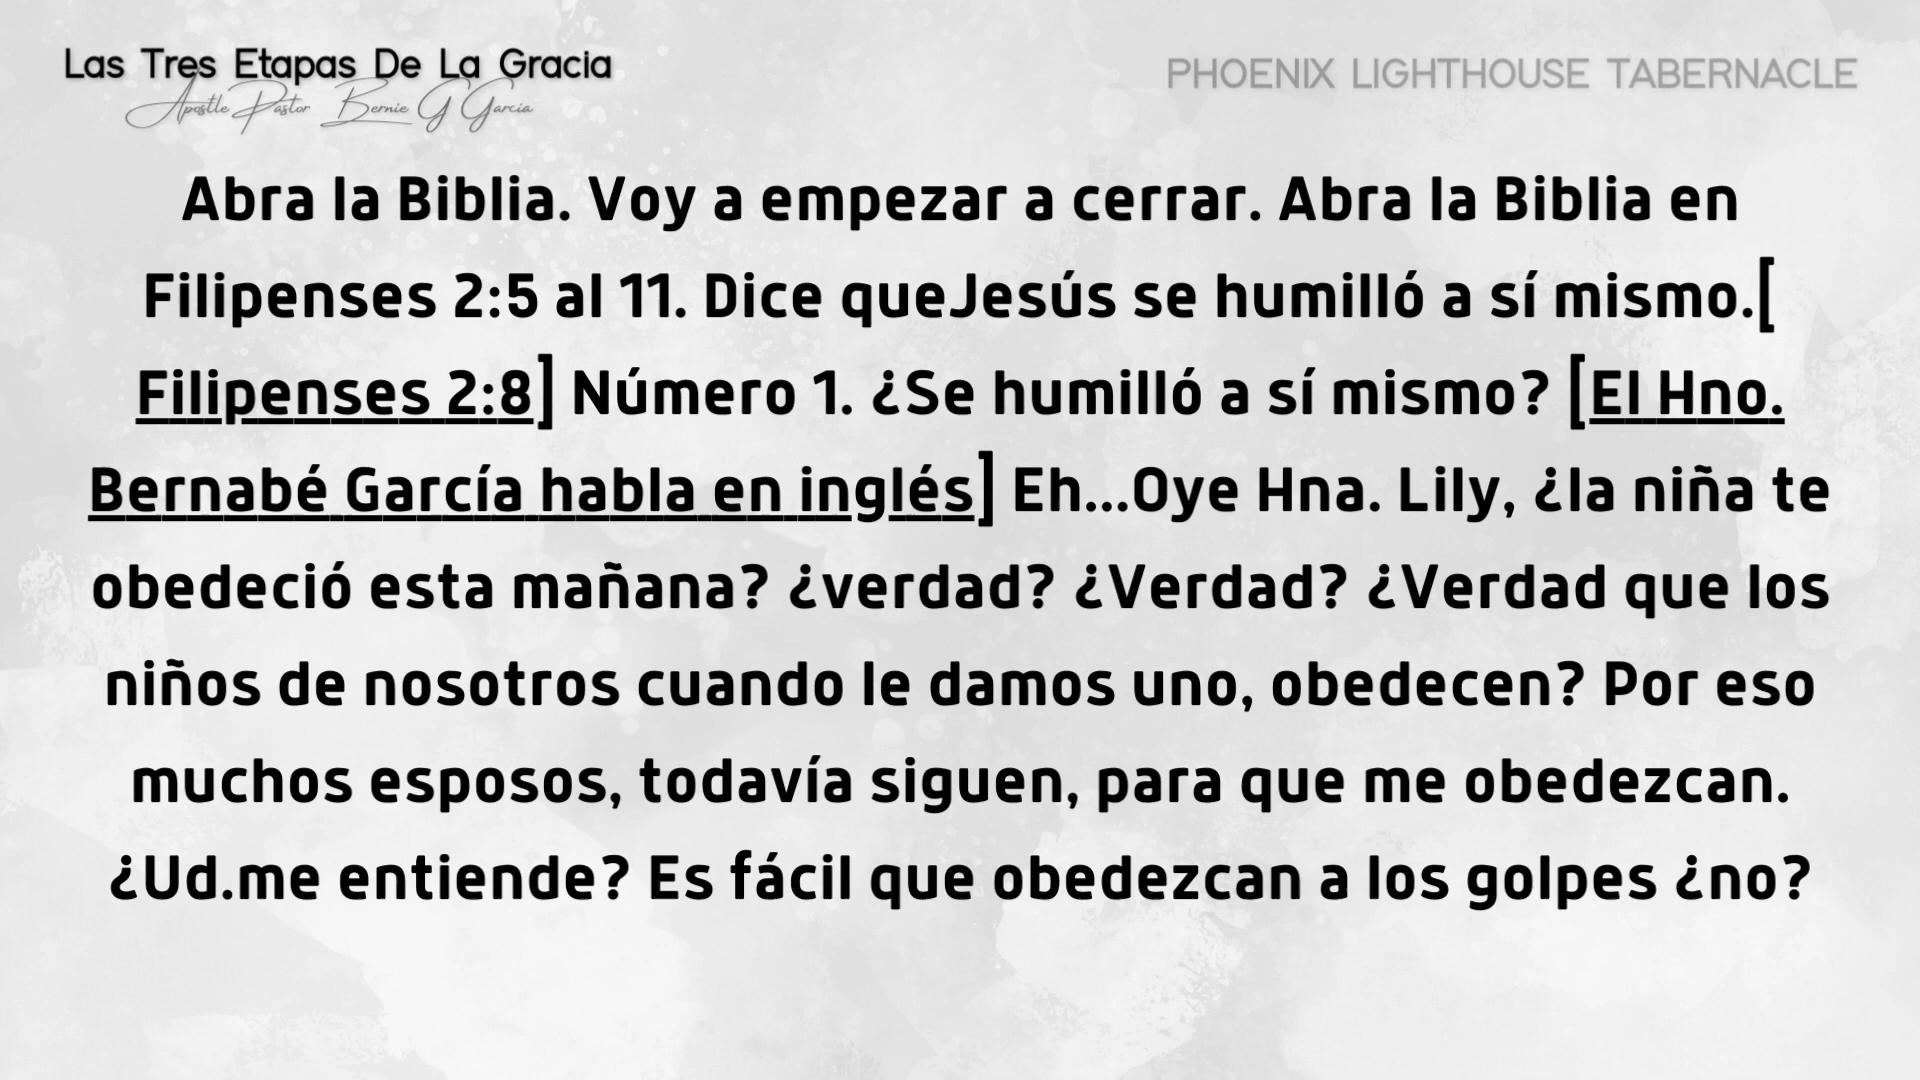 Las Tres Etapas De La Gracia
Apostle Pastor Bernie G Garcia
PHOENIX LIGHTHOUSE TABERNACLE
Abra la Biblia. Voy a empezar a cerrar. Abra la Biblia en
Filipenses 2:5 al 11. Dice queJesús se humilló a sí mismo.[
Filipenses 2:8] Número 1. ¿Se humilló a sí mismo? [El Hno.
Bernabé García habla en inglés] Eh...Oye Hna. Lily, ¿la niña te
obedeció esta mañana? ¿verdad? ¿Verdad? ¿Verdad que los
niños de nosotros cuando le damos uno, obedecen? Por eso
muchos esposos, todavía siguen, para que me obedezcan.
¿Ud.me entiende? Es fácil que obedezcan a los golpes ¿no?